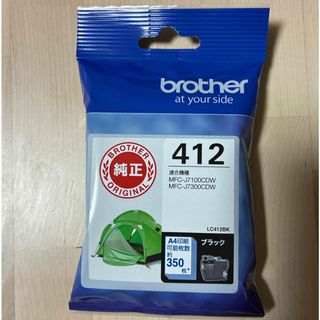 brother
at your side
BROTHER
純正
ORIGINAL
412
適合機種
MFC-J7100CDW
MFC-J7300CDW
LC412BK
A4印刷
可能枚数
約
350
枚*
ブラック